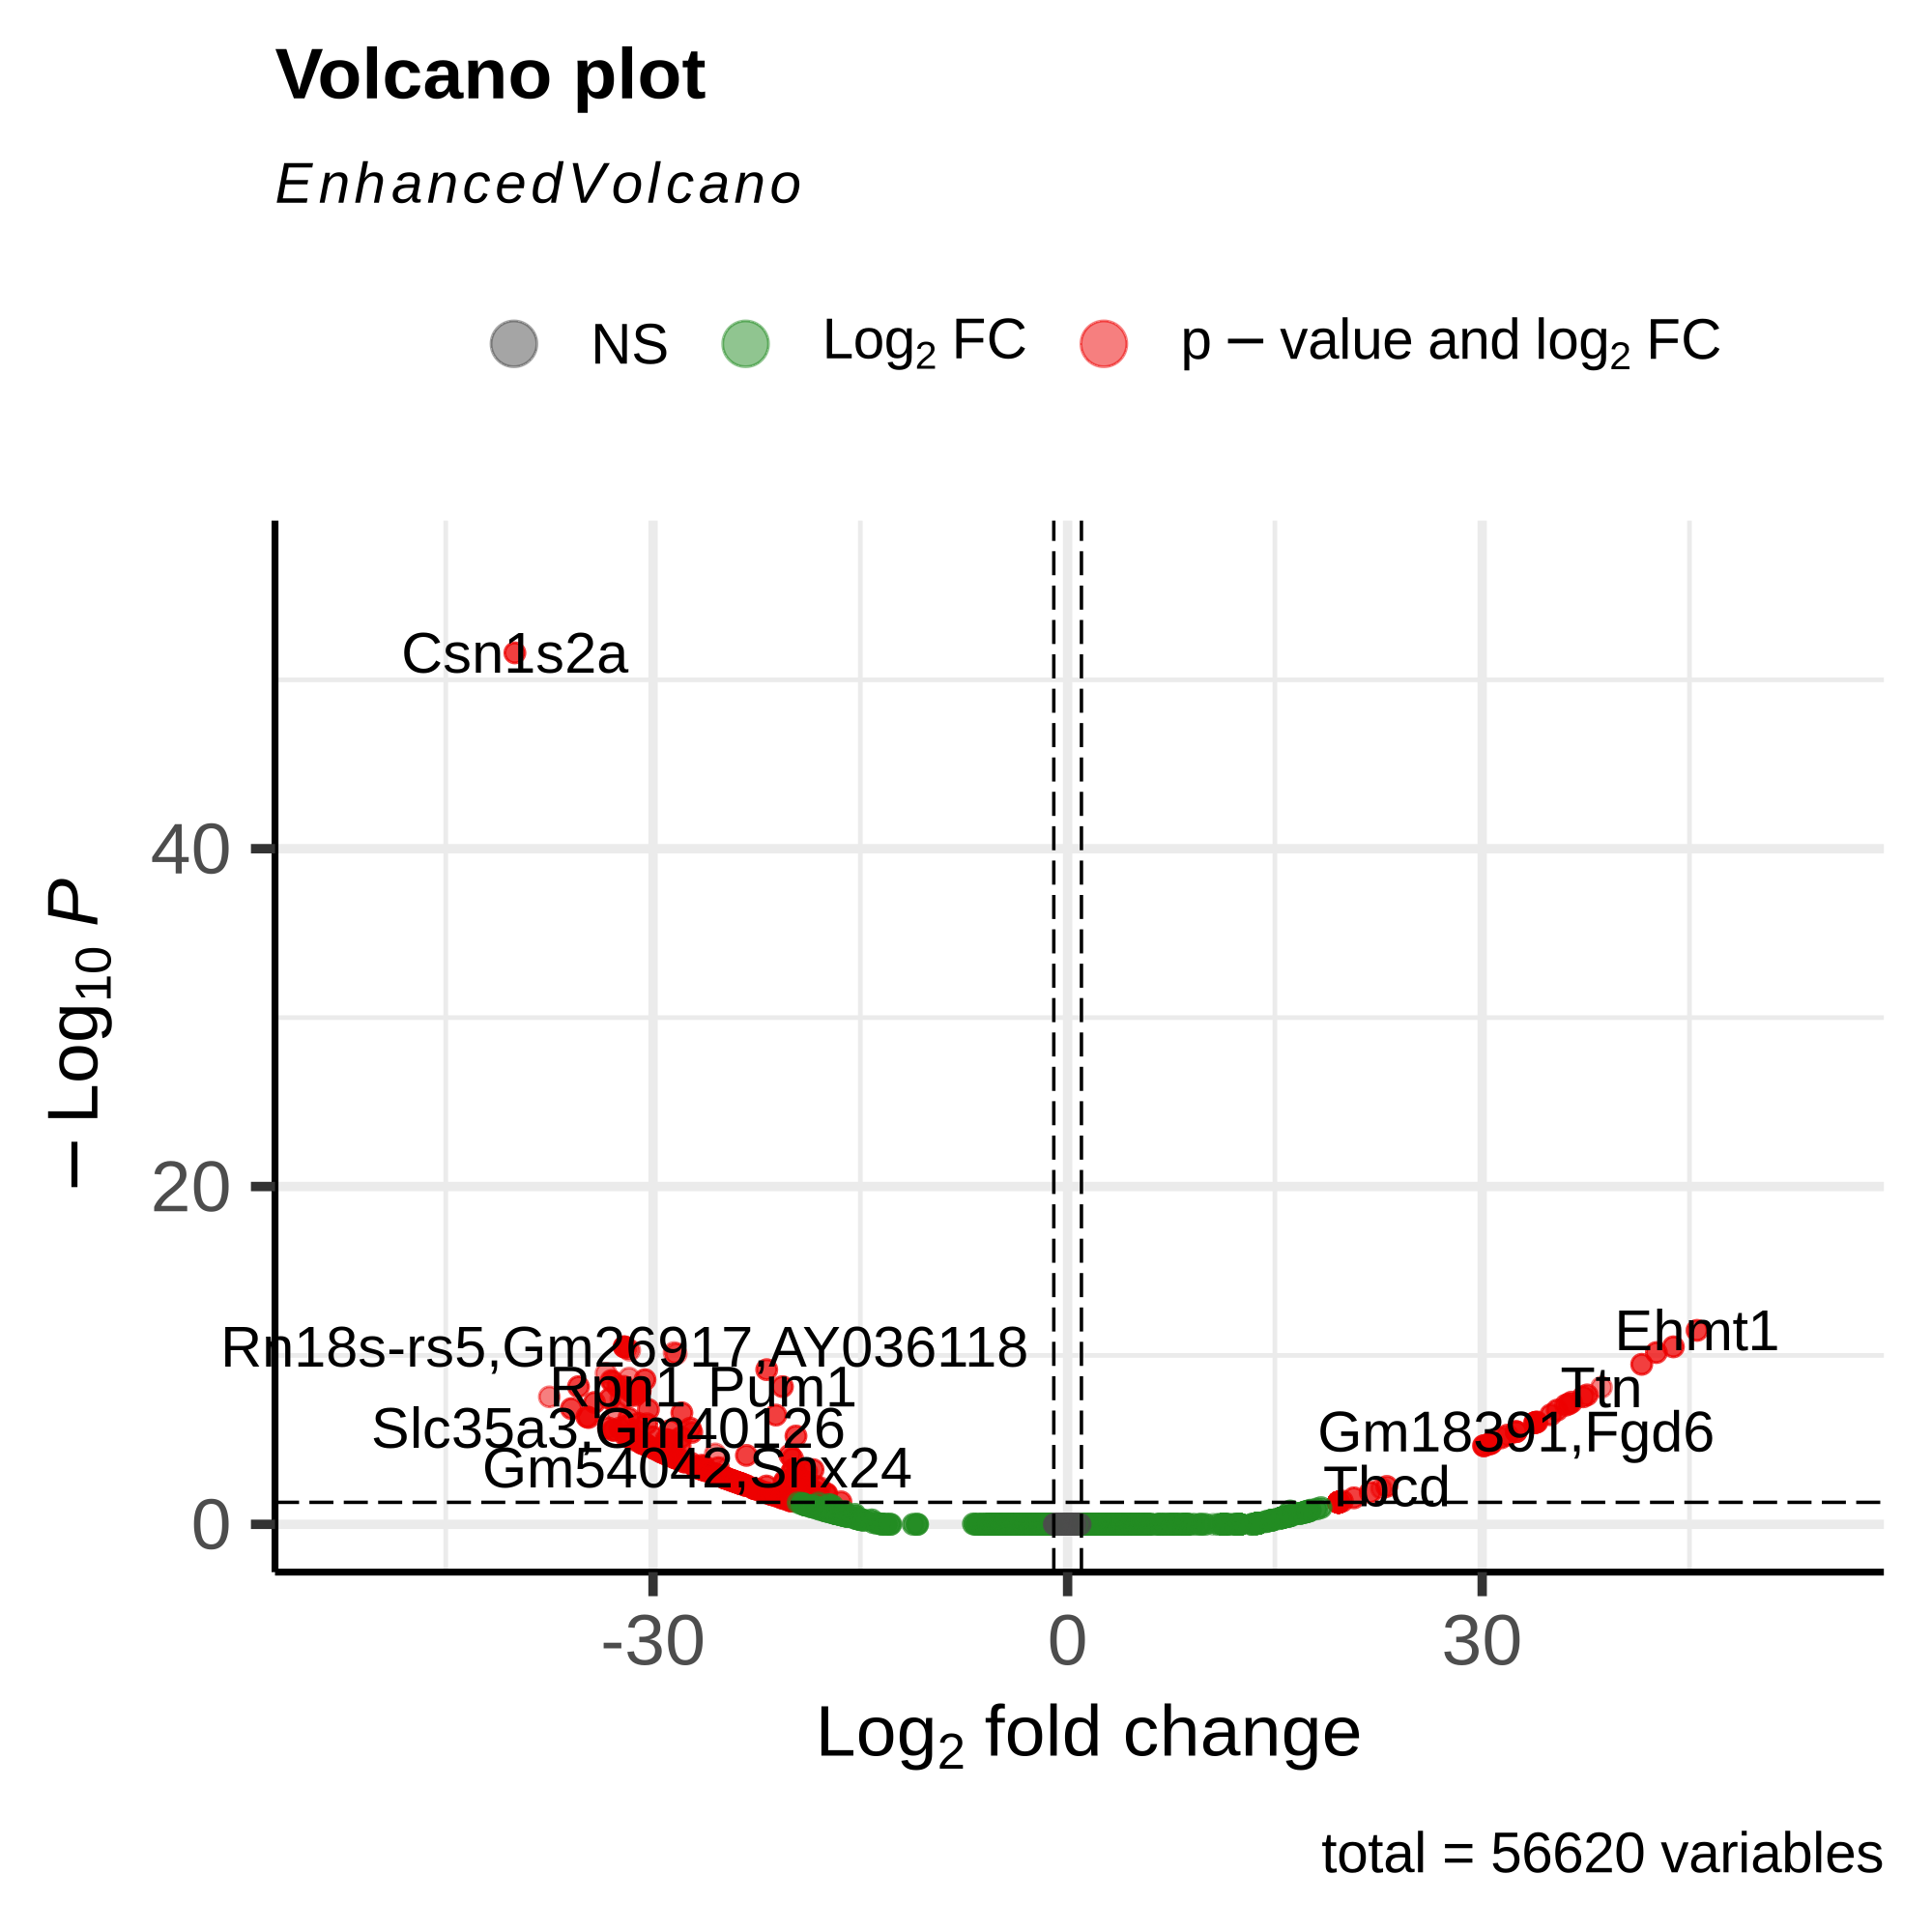 Volcano plot
EnhancedVolcano
NS Log2 FC p − value and log2 FC
− Log10 P
Csn1s2a
40
20
Ehmt1
Rn18s-rs5,Gm26917,AY036118
Rpn1 Pum1 Ttn
Slc35a3,Gm40126 Gm18391,Fgd6
Gm54042,Snx24 Tbcd
0
-30 0 30
Log2 fold change
total = 56620 variables